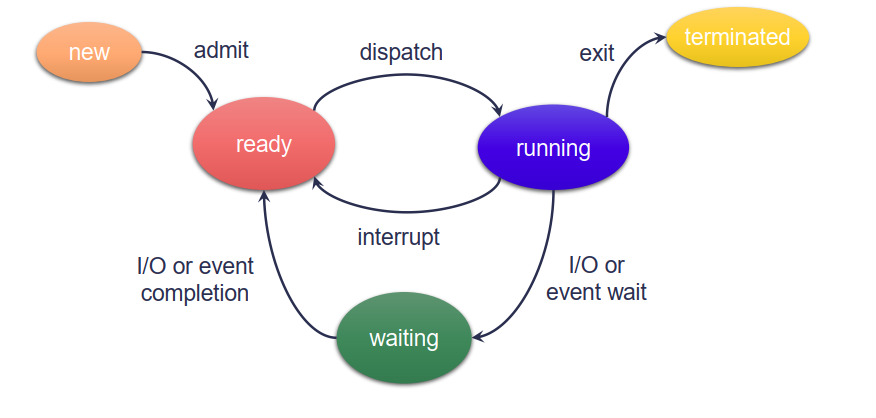 new
admit
dispatch
exit
terminated
ready
running
interrupt
I/O or event
completion
I/O or
event wait
waiting